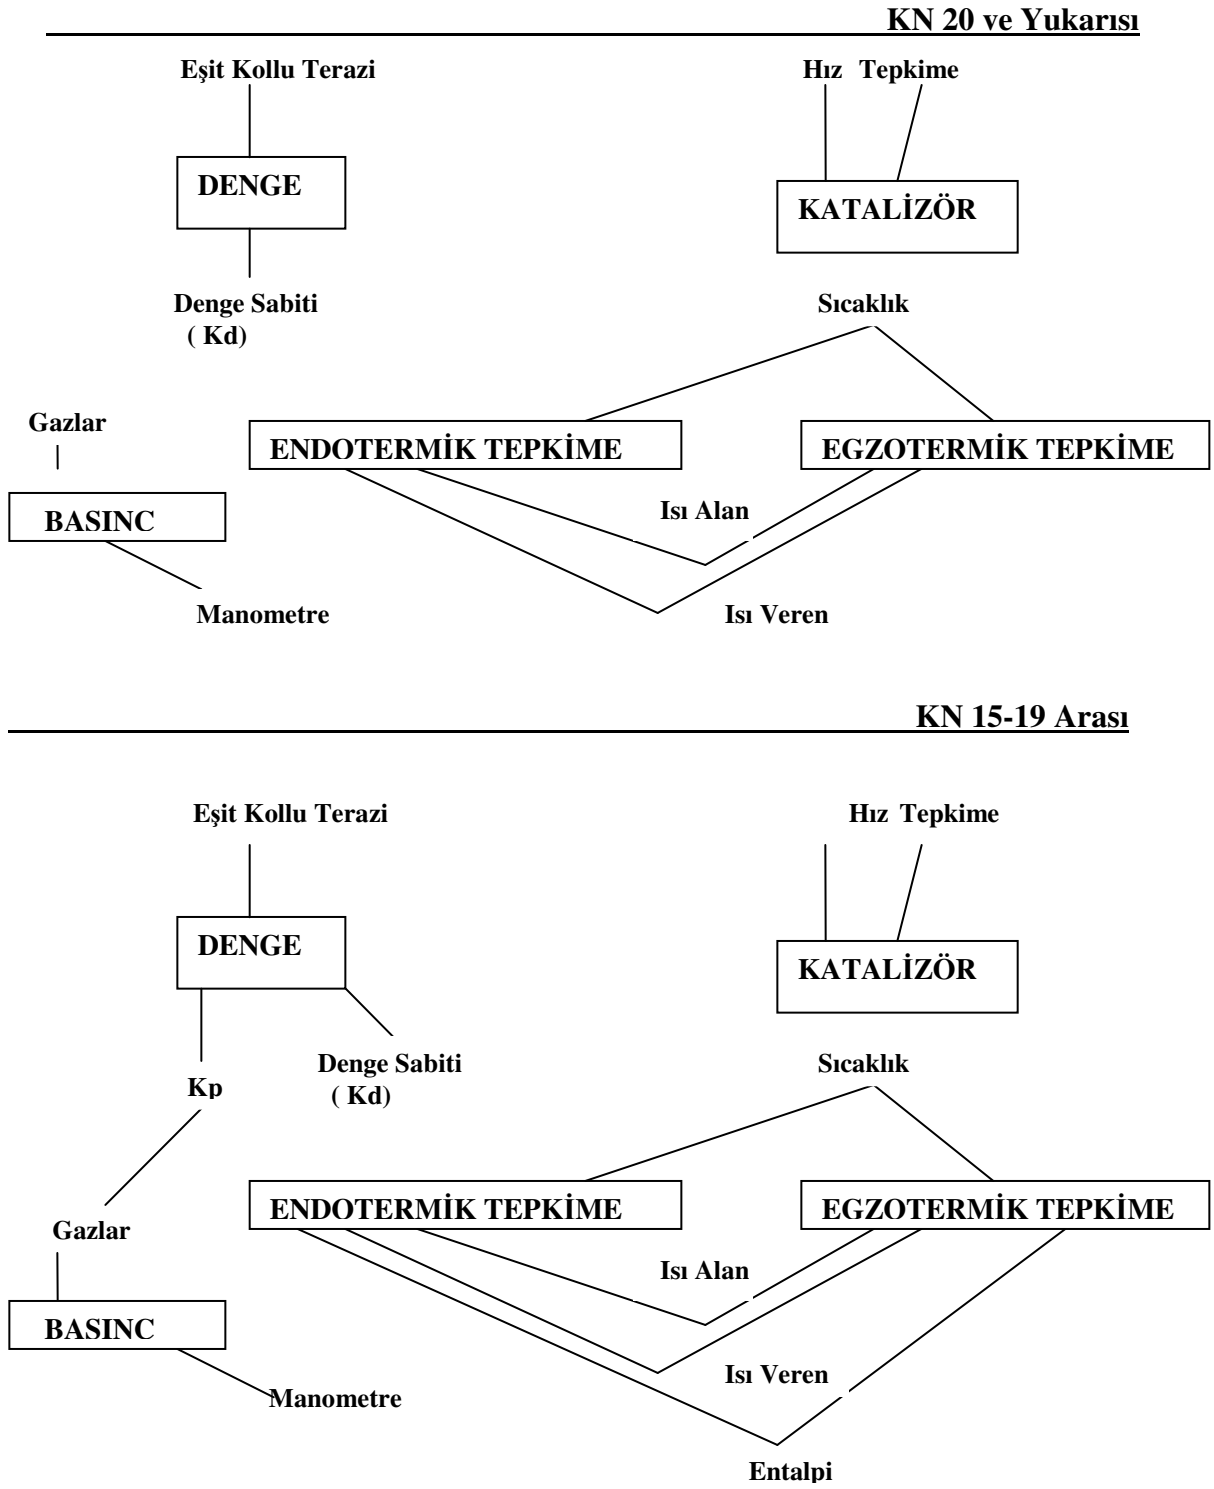 KN 20 ve Yukarısı
Eşit Kollu Terazi
Hız Tepkime
DENGE
KATALİZÖR
Denge Sabiti
( Kd)
Sıcaklık
Gazlar
ENDOTERMİK TEPKİME
EGZOTERMİK TEPKİME
BASINC
Isı Alan
Manometre
Isı Veren
KN 15-19 Arası
Eşit Kollu Terazi
Hız Tepkime
DENGE
KATALİZÖR
Kp
Denge Sabiti
( Kd)
Sıcaklık
Gazlar
ENDOTERMİK TEPKİME
EGZOTERMİK TEPKİME
BASINC
Isı Alan
Manometre
Isı Veren
Entalpi